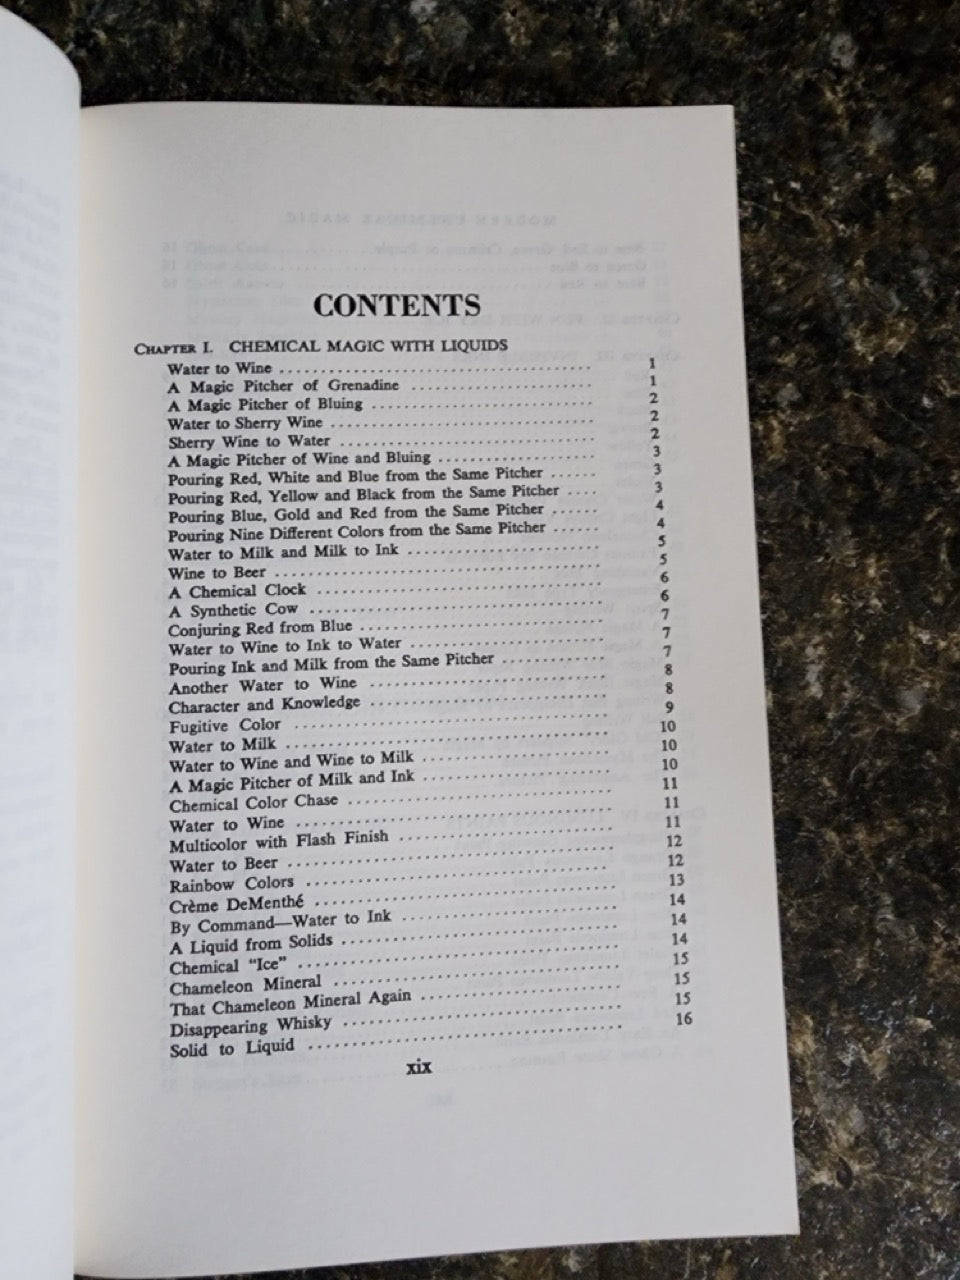 CONTENTS
CHAPTER I. CHEMICAL MAGIC WITH LIQUIDS
Water to Wine ........................................ 1
A Magic Pitcher of Grenadine ........................ 1
A Magic Pitcher of Bluing ............................. 2
Water to Sherry Wine .................................. 2
Sherry Wine to Water ................................. 2
A Magic Pitcher of Wine and Bluing .................... 3
Pouring Red, White and Blue from the Same Pitcher ...... 3
Pouring Red, Yellow and Black from the Same Pitcher .... 3
Pouring Blue, Gold and Red from the Same Pitcher ...... 4
Pouring Nine Different Colors from the Same Pitcher ...... 4
Water to Milk and Milk to Ink ......................... 5
Wine to Beer .......................................... 5
A Chemical Clock .................................... 6
A Synthetic Cow ..................................... 6
Conjuring Red from Blue ............................... 7
Water to Wine to Ink to Water ......................... 7
Pouring Ink and Milk from the Same Pitcher ............. 7
Another Water to Wine .............................. 8
Character and Knowledge .............................. 8
Fugitive Color ........................................ 9
Water to Milk ......................................... 10
Water to Wine and Wine to Milk ........................ 10
A Magic Pitcher of Milk and Ink ........................ 10
Chemical Color Chase ................................. 11
Water to Wine ........................................ 11
Multicolor with Flash Finish ........................... 11
Water to Beer ......................................... 12
Rainbow Colors ....................................... 12
Crème DeMenthé ...................................... 13
By Command—Water to Ink ........................... 14
A Liquid from Solids .................................. 14
Chemical “Ice” ........................................ 14
Chameleon Mineral ................................... 15
That Chameleon Mineral Again ........................ 15
Disappearing Whisky .................................. 15
Solid to Liquid ........................................ 16
xix